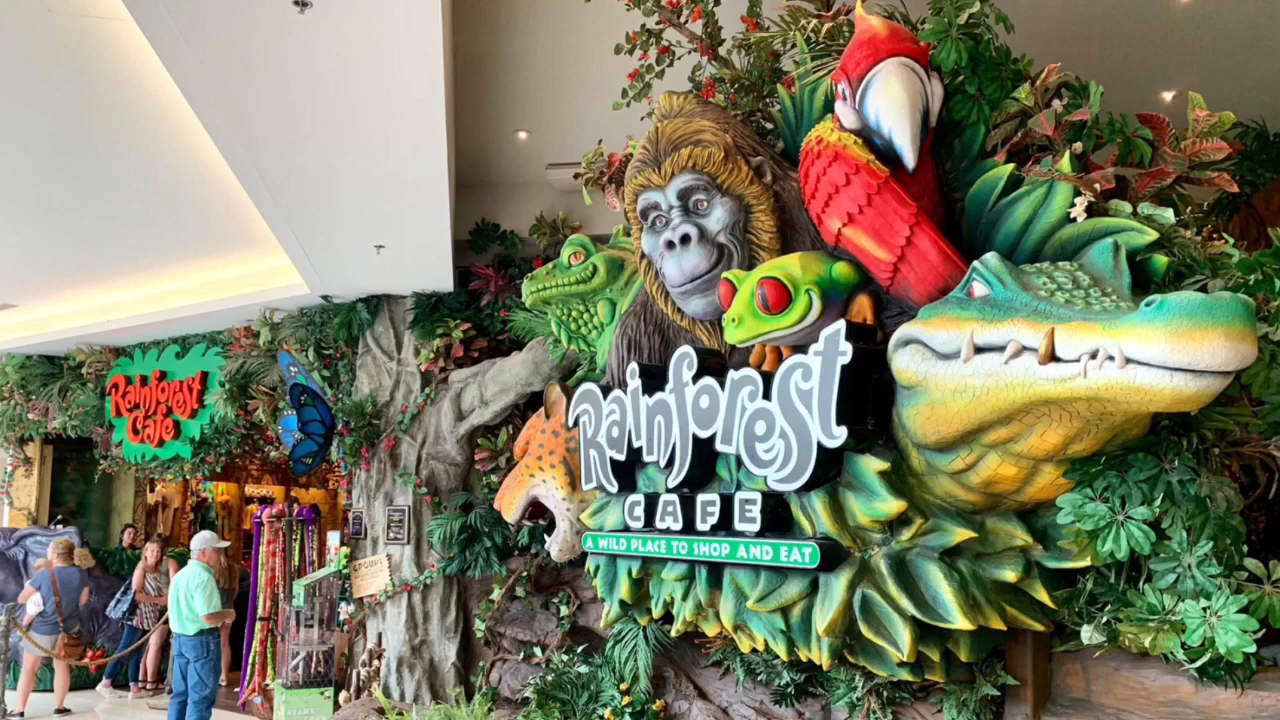 Rainforest
Cafe
Rainforest
CAFE
A WILD PLACE TO SHOP AND EAT
GROUPS